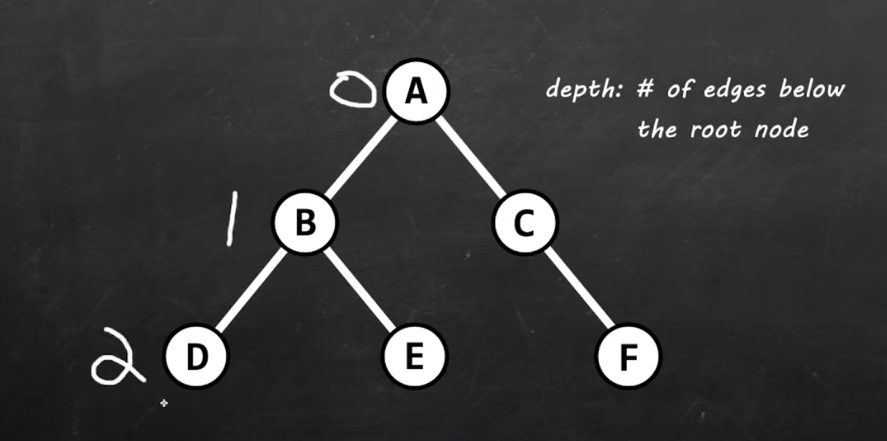 0 A
depth: # of edges below
the root node
1 B C
2 D E F